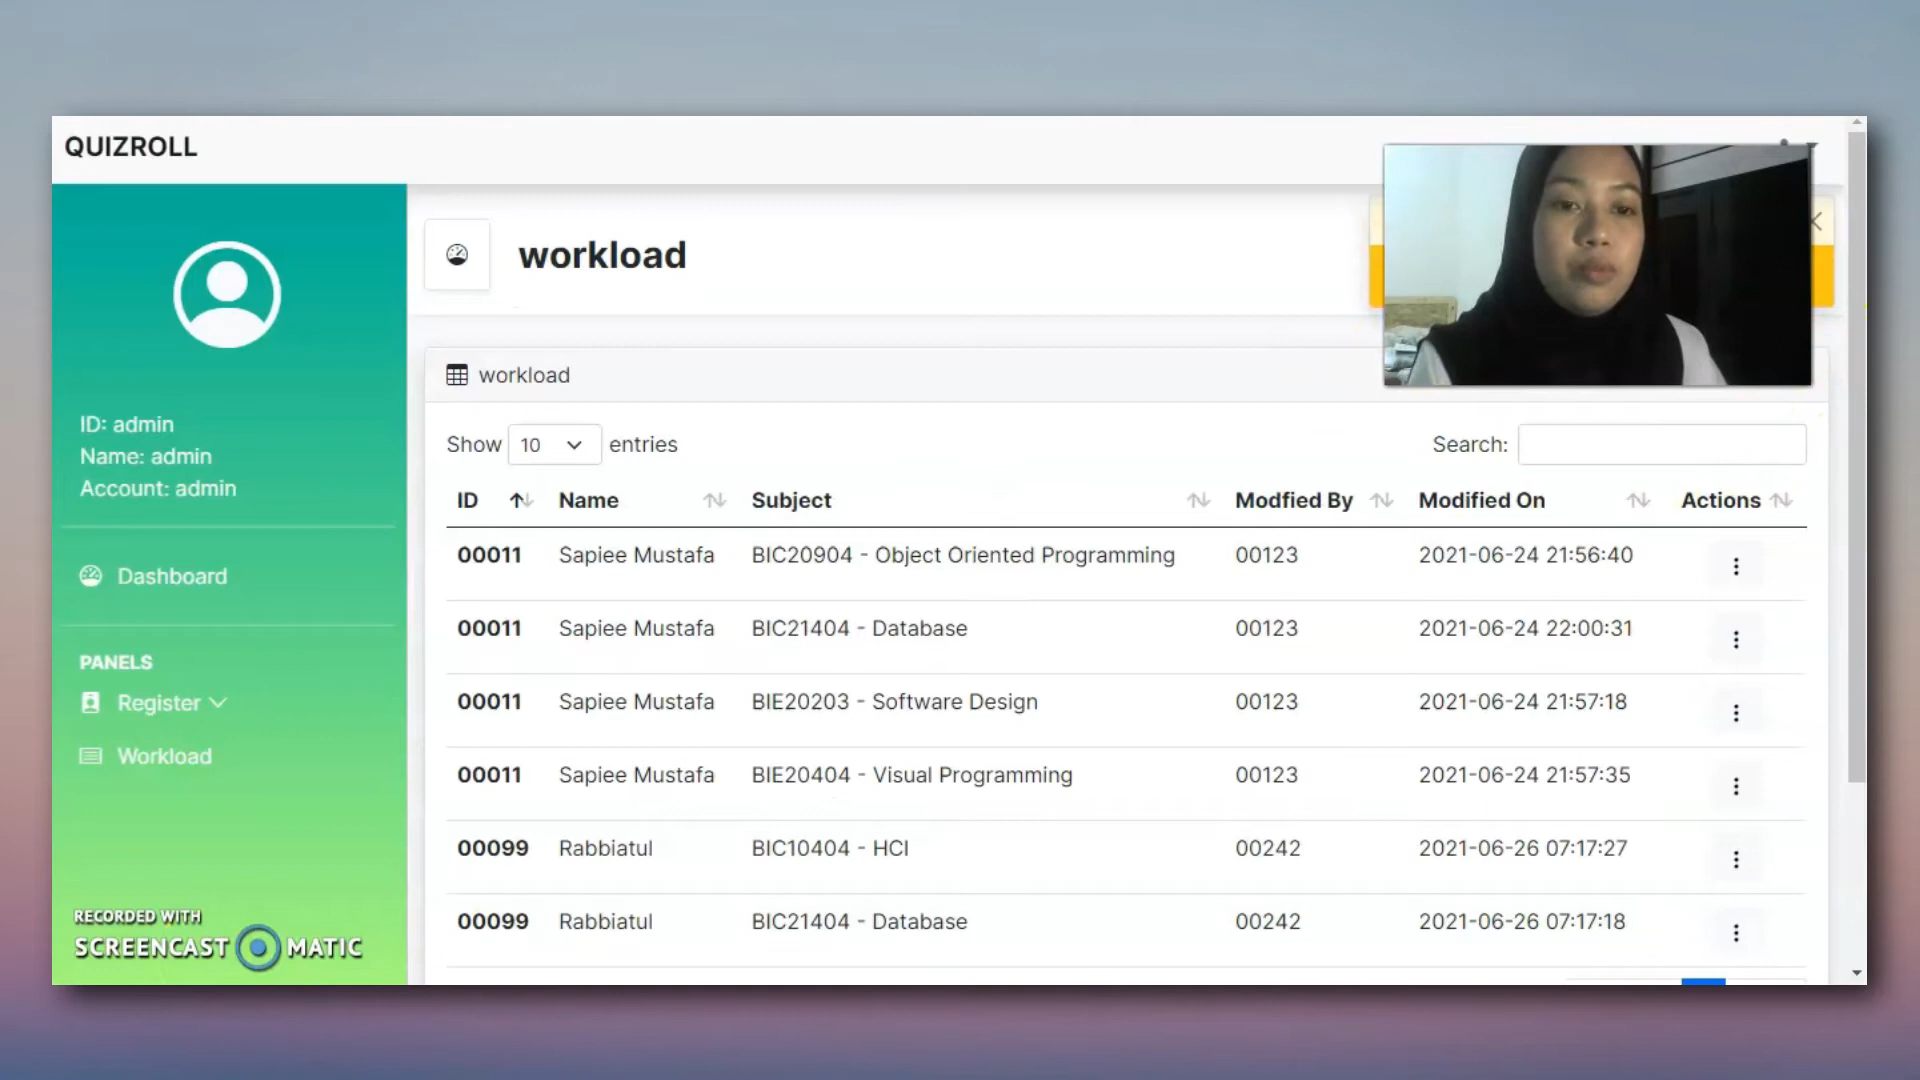 QUIZROLL
workload
ID: admin
Name: admin
Account: admin
Dashboard
PANELS
Register
Workload
RECORDED WITH
SCREENCAST MATIC
workload
Show 10 entries
Search:
ID Name Subject Modfied By Modified On Actions
00011 Sapiee Mustafa BIC20904 - Object Oriented Programming 00123 2021-06-24 21:56:40
00011 Sapiee Mustafa BIC21404 - Database 00123 2021-06-24 22:00:31
00011 Sapiee Mustafa BIE20203 - Software Design 00123 2021-06-24 21:57:18
00011 Sapiee Mustafa BIE20404 - Visual Programming 00123 2021-06-24 21:57:35
00099 Rabbiatul BIC10404 - HCI 00242 2021-06-26 07:17:27
00099 Rabbiatul BIC21404 - Database 00242 2021-06-26 07:17:18